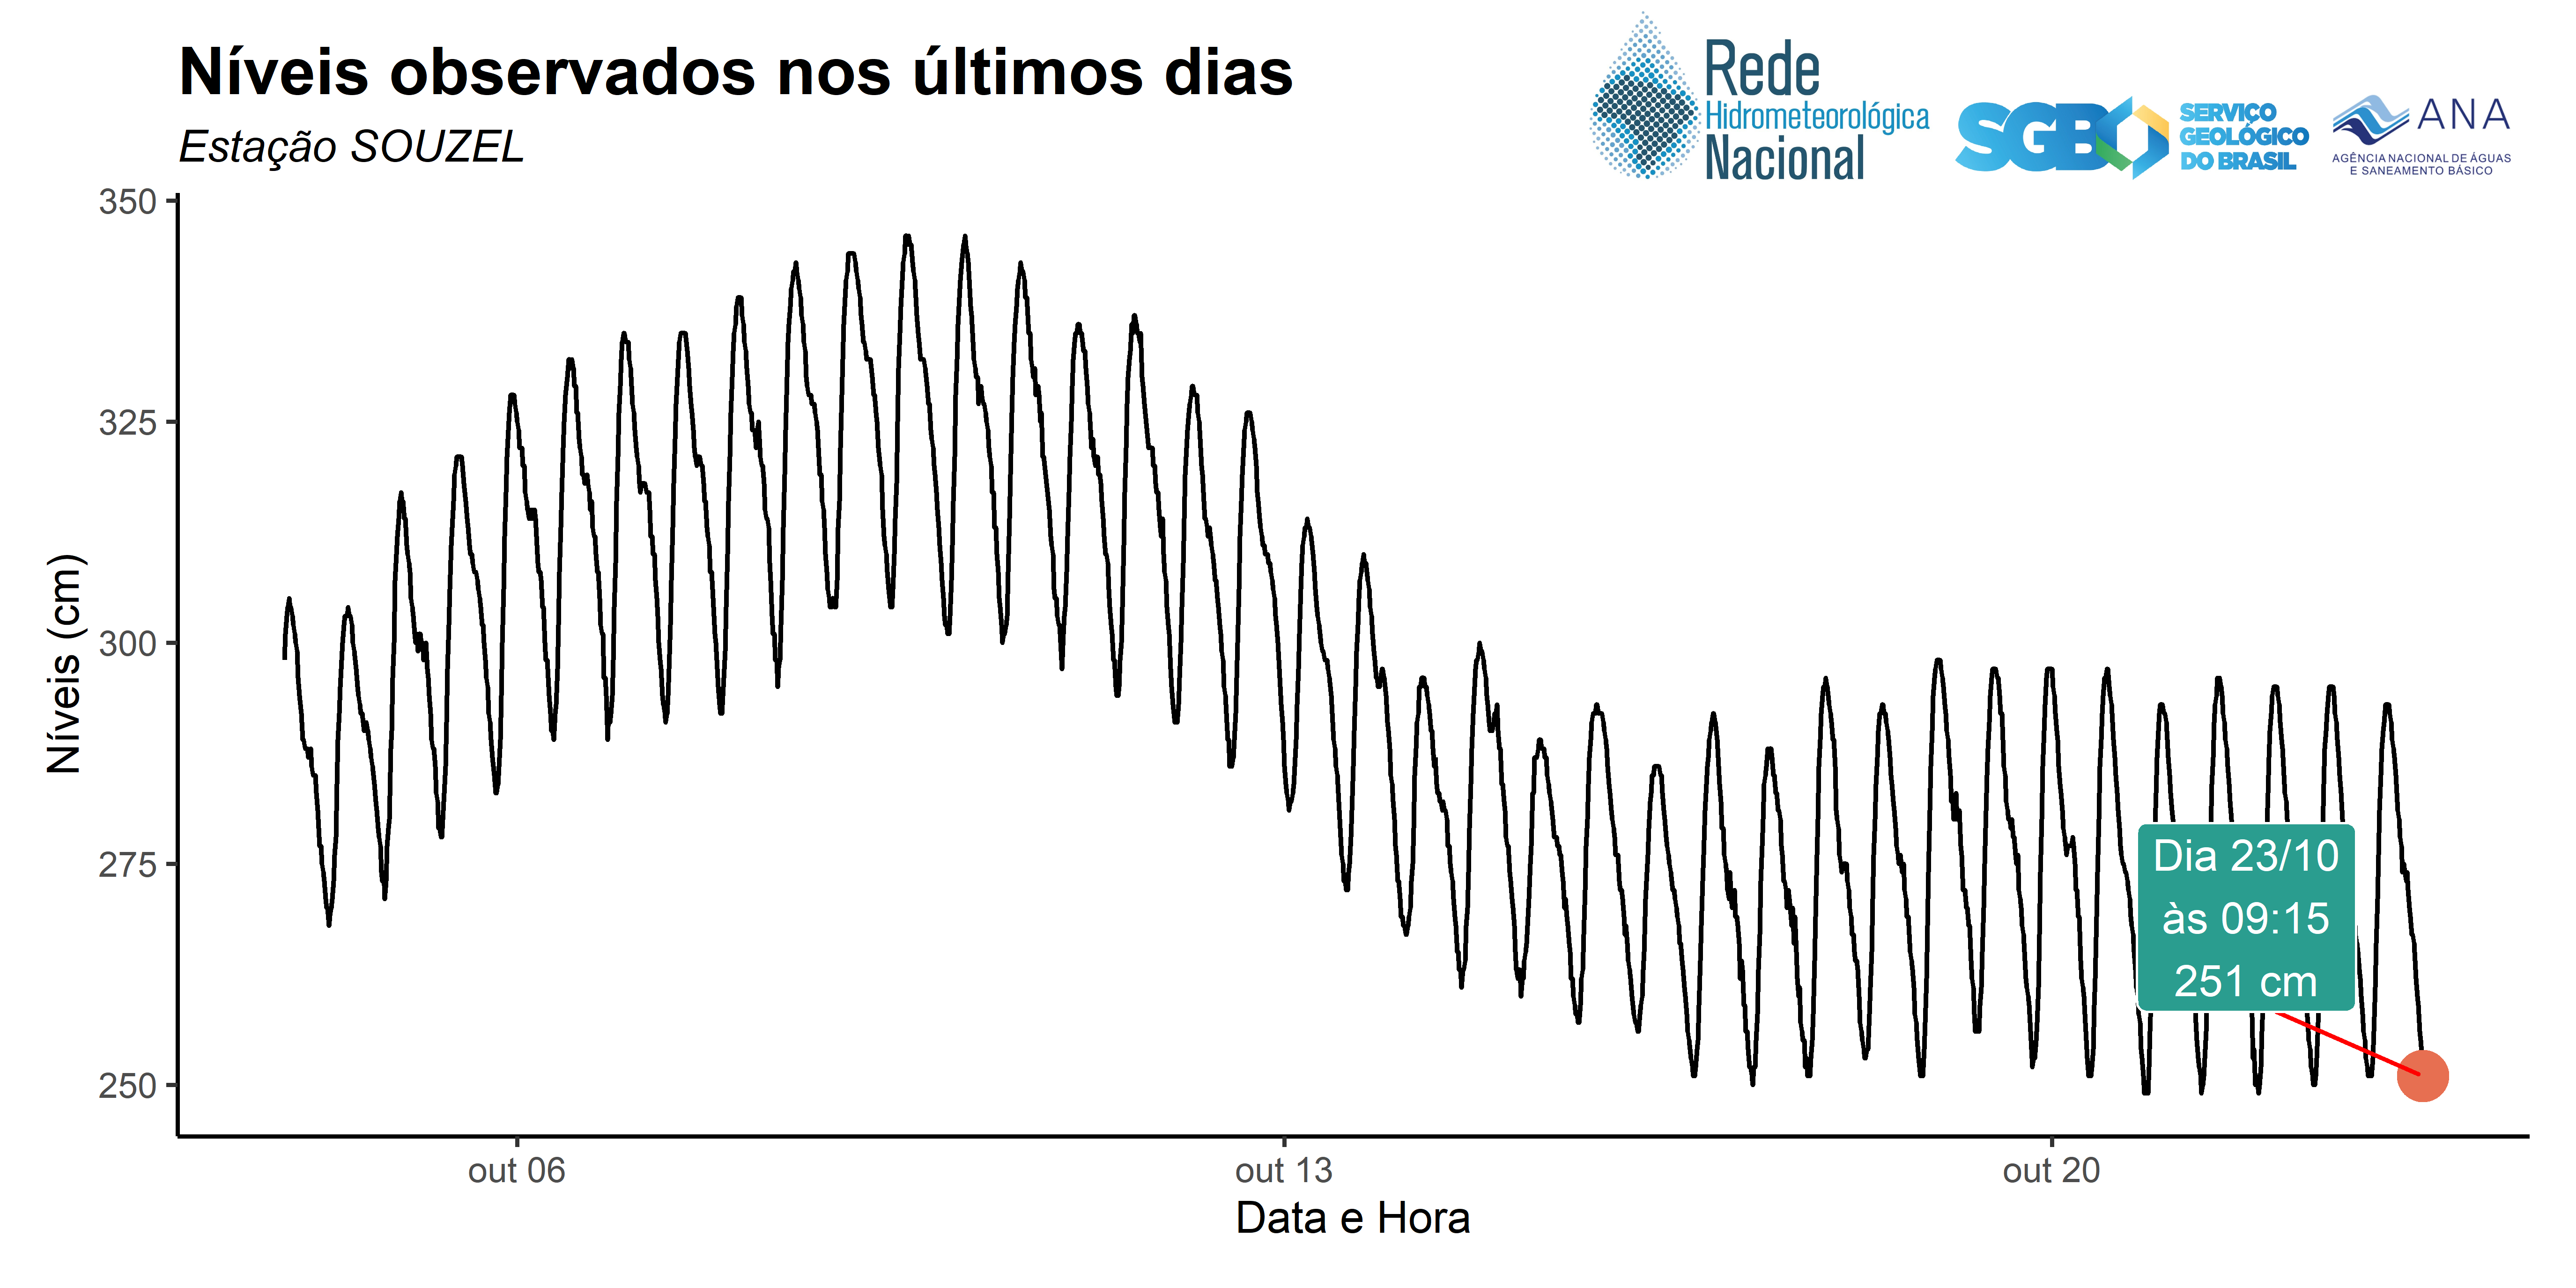 Níveis observados nos últimos dias
Estação SOUZEL
Rede
Hidrometeorológica
Nacional
SGB
SERVIÇO
GEOLÓGICO
DO BRASIL
ANA
AGÊNCIA NACIONAL DE ÁGUAS
E SANEAMENTO BÁSICO
Níveis (cm)
350
325
300
275
250
Dia 23/10
às 09:15
251 cm
out 06
out 13
out 20
Data e Hora